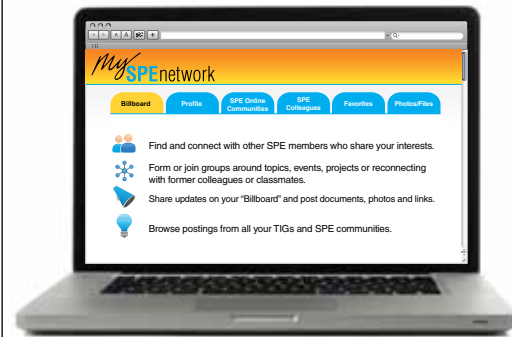 My SPE network
Billboard
Profile
SPE Online
Communities
SPE
Colleagues
Favorites
Photos/Files
Find and connect with other SPE members who share your interests.
Form or join groups around topics, events, projects or reconnecting
with former colleagues or classmates.
Share updates on your “Billboard” and post documents, photos and links.
Browse postings from all your TIGs and SPE communities.